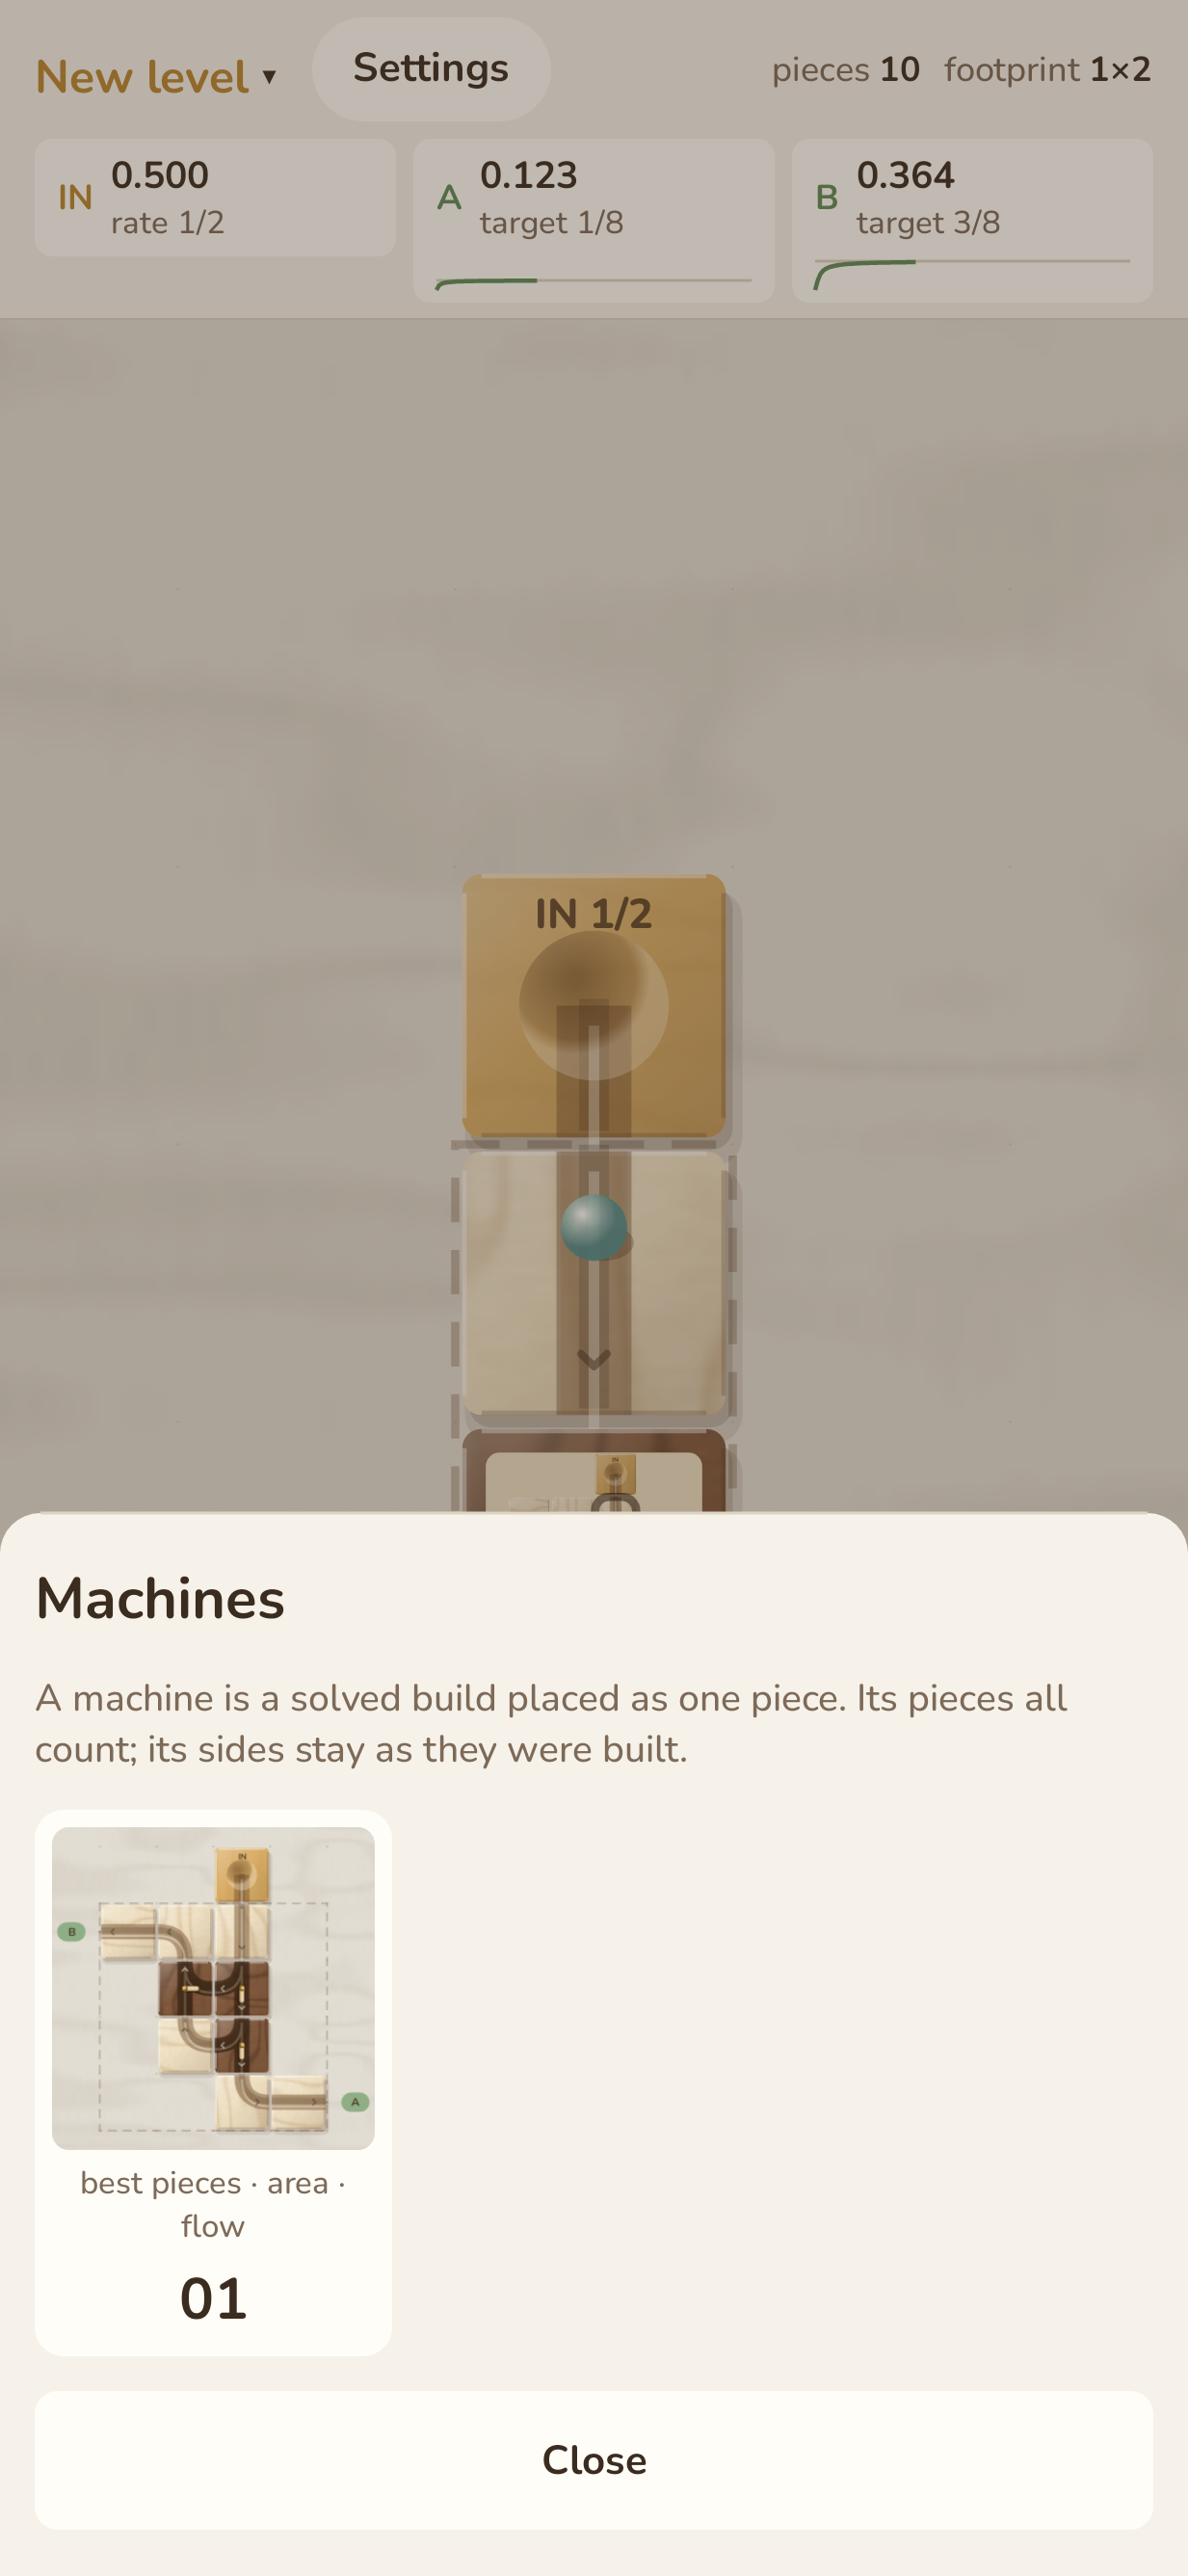 New level ▾ Settings pieces 10 footprint 1×2
IN 0.500 rate 1/2
A 0.123 target 1/8
B 0.364 target 3/8
IN 1/2
IN
Machines
A machine is a solved build placed as one piece. Its pieces all
count; its sides stay as they were built.
IN
B
A
best pieces · area ·
flow
01
Close